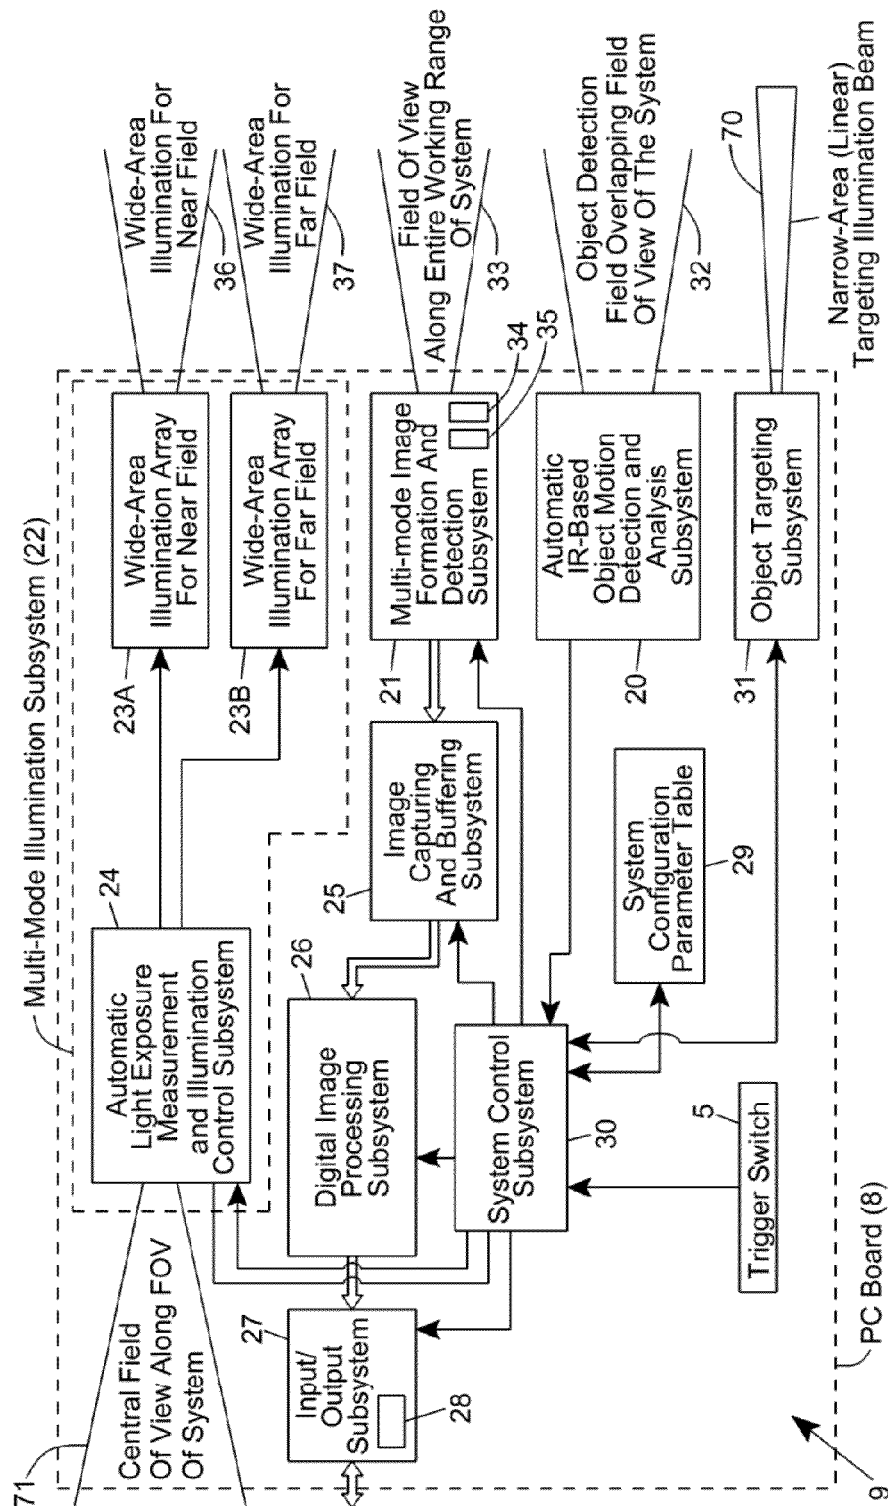 Multi-Mode Illumination Subsystem (22)
71
Central Field
Of View Along FOV
Of System
Automatic
Light Exposure
Measurement
and Illumination
Control Subsystem
24
23A
Wide-Area
Illumination Array
For Near Field
Wide-Area
Illumination For
Near Field
36
23B
Wide-Area
Illumination Array
For Far Field
Wide-Area
Illumination For
Far Field
37
27
Input/
Output
Subsystem
28
26
Digital Image
Processing
Subsystem
25
Image
Capturing
And Buffering
Subsystem
21
Multi-mode Image
Formation And
Detection
Subsystem
34
35
Field Of View
Along Entire Working Range
Of System
33
System Control
Subsystem
30
20
Automatic
IR-Based
Object Motion
Detection and
Analysis
Subsystem
Object Detection
Field Overlapping Field
Of View Of The System
32
System
Configuration
Parameter Table
29
5
Trigger Switch
31
Object Targeting
Subsystem
70
Narrow-Area (Linear)
Targeting Illumination Beam
PC Board (8)
9